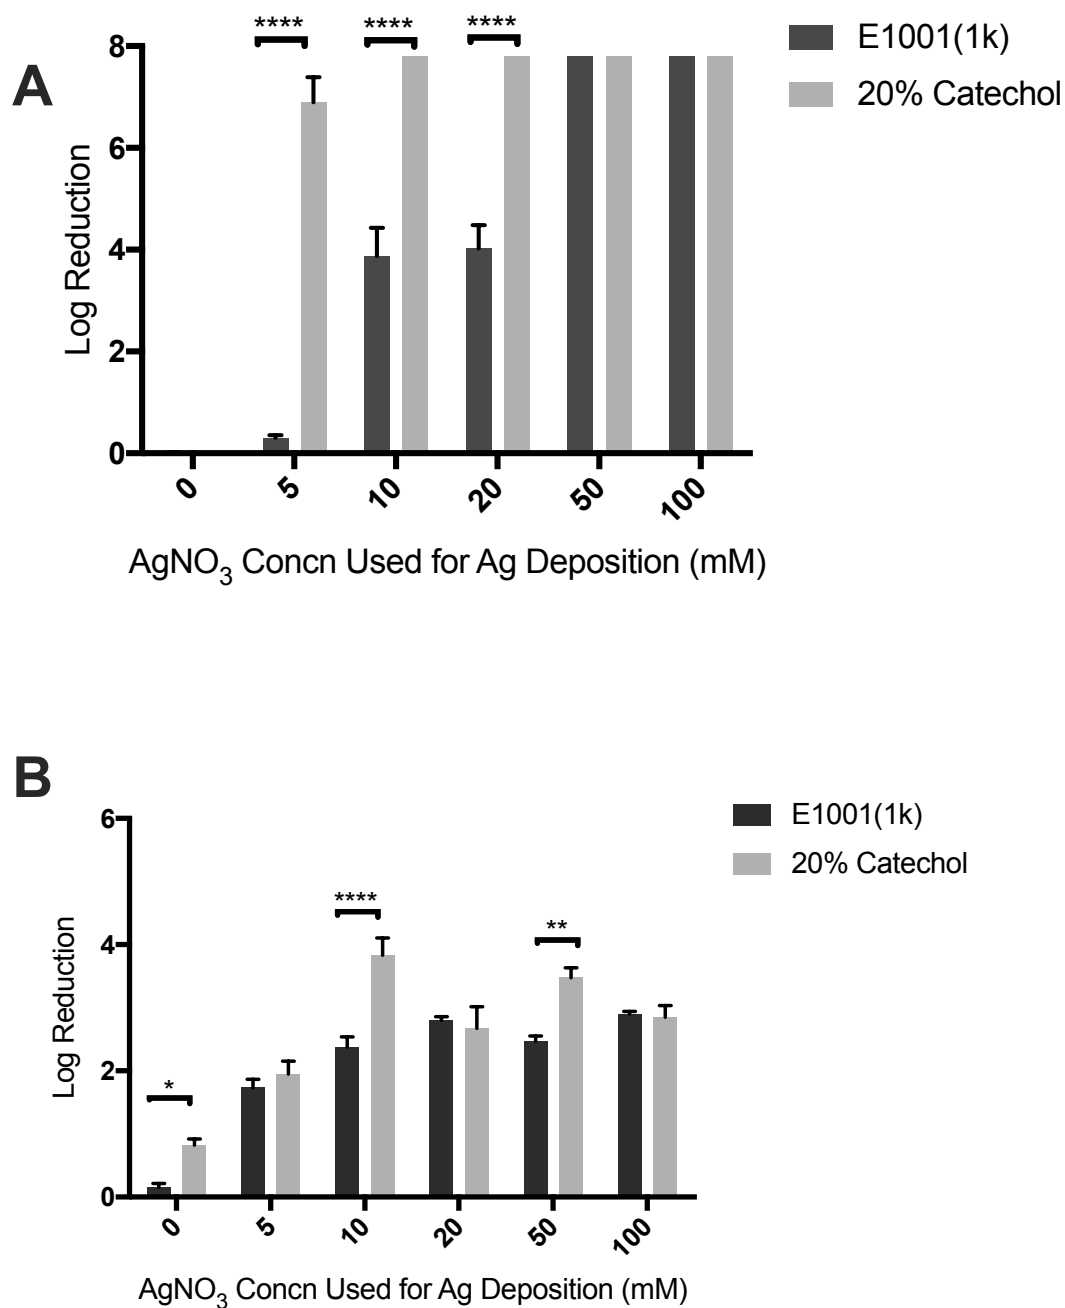 A
****
****
****
E1001(1k)
20% Catechol
Log Reduction
8
6
4
2
0
0
5
10
20
50
100
AgNO₃ Concn Used for Ag Deposition (mM)
B
E1001(1k)
20% Catechol
Log Reduction
6
4
2
0
*
****
**
0
5
10
20
50
100
AgNO₃ Concn Used for Ag Deposition (mM)